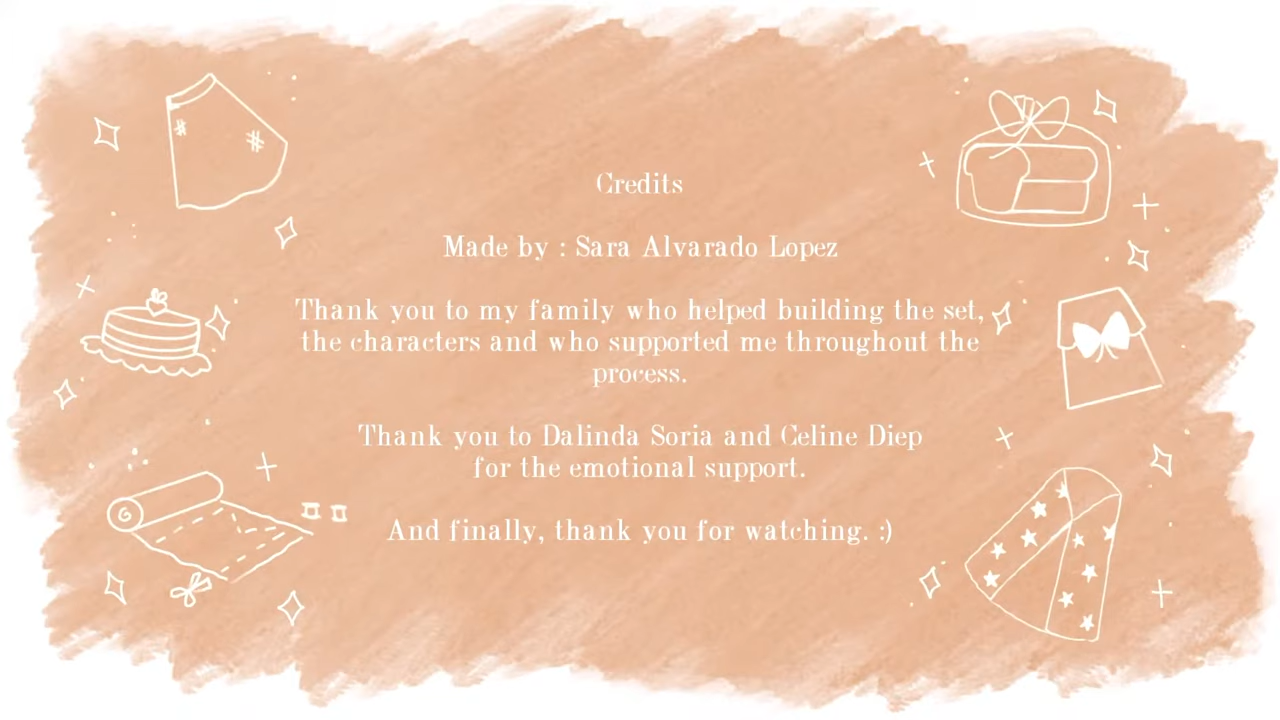 Credits
Made by : Sara Alvarado Lopez
Thank you to my family who helped building the set,
the characters and who supported me throughout the
process.
Thank you to Dalinda Soria and Celine Diep
for the emotional support.
And finally, thank you for watching. :)